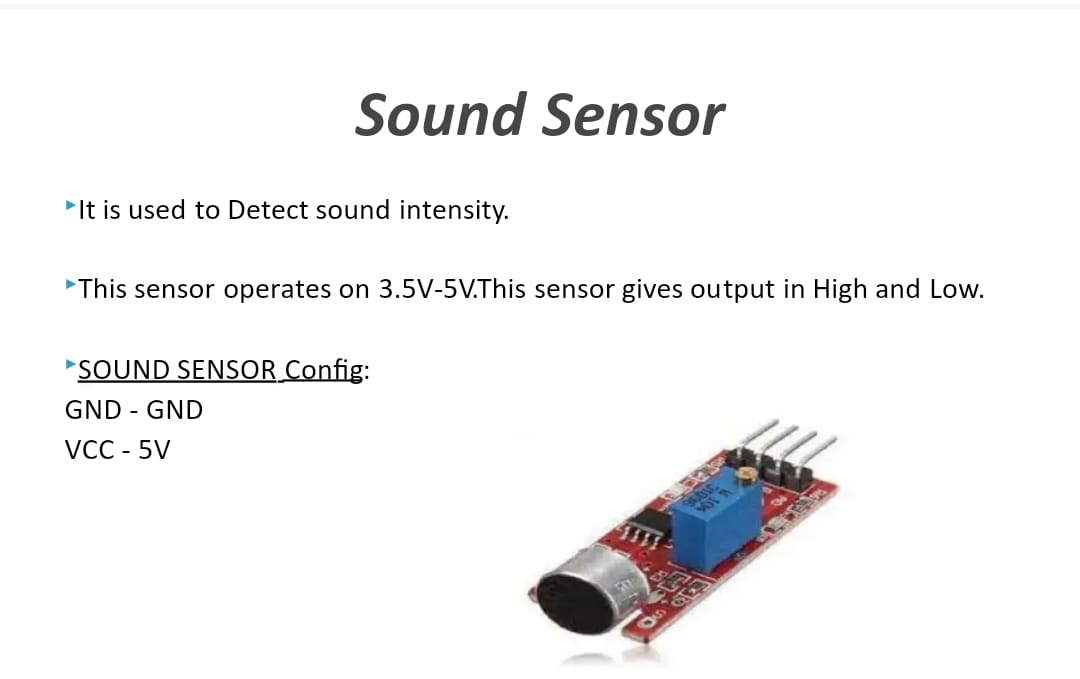 Sound Sensor
It is used to Detect sound intensity.
This sensor operates on 3.5V-5V.This sensor gives output in High and Low.
SOUND SENSOR Config:
GND - GND
VCC - 5V